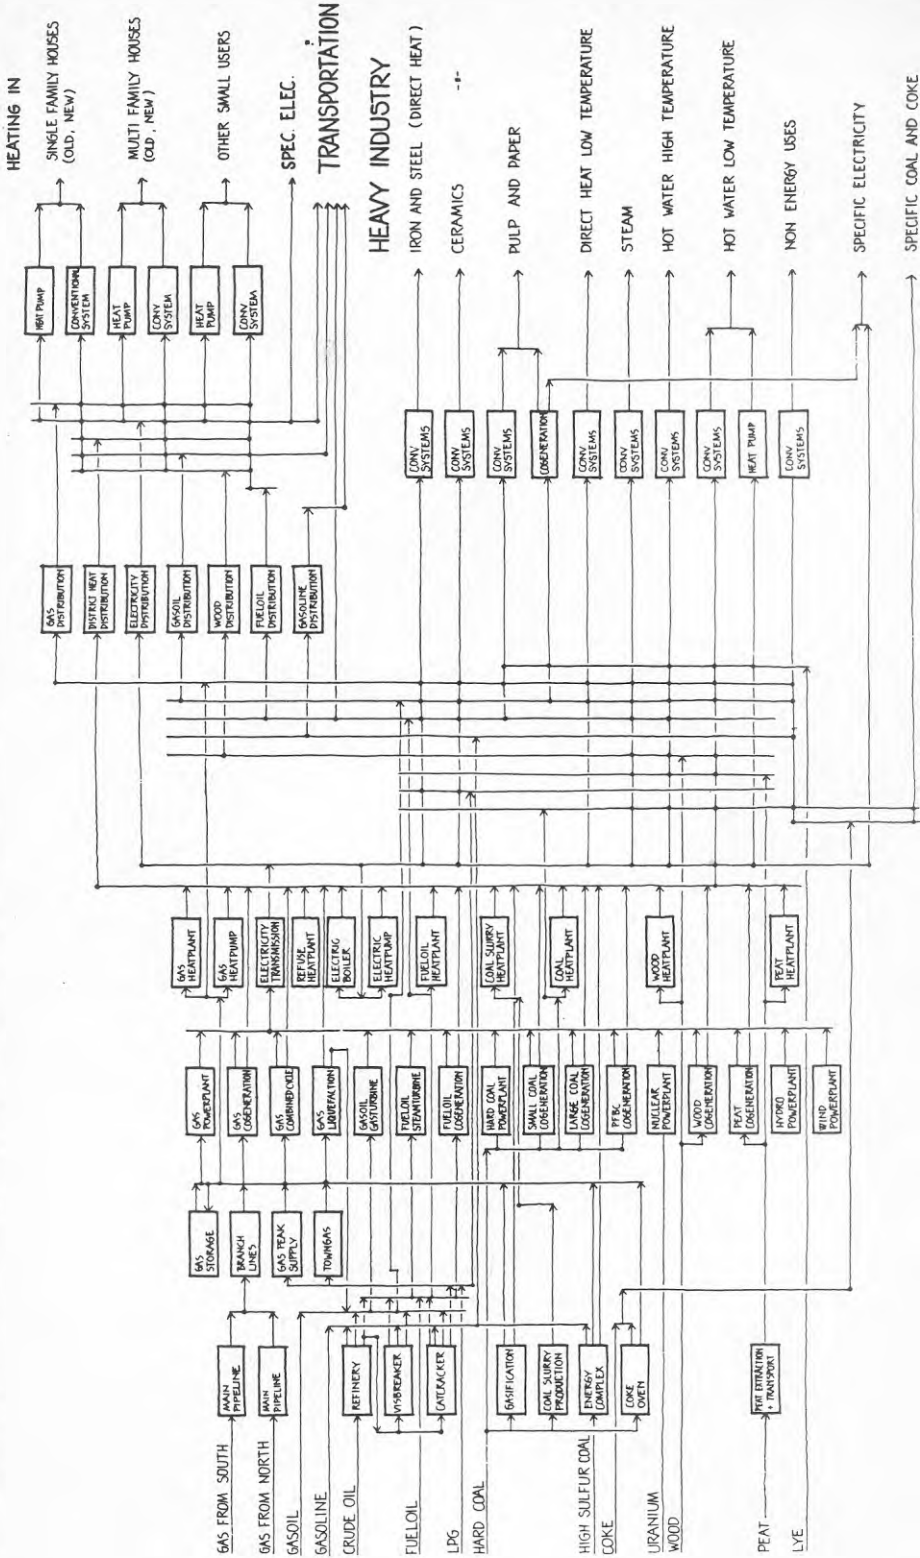 HEATING IN
SINGLE FAMILY HOUSES
(OLD, NEW)
MULTI FAMILY HOUSES
(OLD, NEW)
OTHER SMALL USERS
SPEC. ELEC.
TRANSPORTATION
HEAT PUMP
CONVENTIONAL
SYSTEM
HEAT
PUMP
CONV
SYSTEM
HEAT
PUMP
CONV
SYSTEM
HEAVY INDUSTRY
IRON AND STEEL (DIRECT HEAT)
CERAMICS -"-
PULP AND PAPER
DIRECT HEAT LOW TEMPERATURE
STEAM
HOT WATER HIGH TEMPERATURE
HOT WATER LOW TEMPERATURE
NON ENERGY USES
SPECIFIC ELECTRICITY
SPECIFIC COAL AND COKE
CONV
SYSTEMS
CONV
SYSTEMS
CONV
SYSTEMS
COGENERATION
CONV
SYSTEMS
CONV
SYSTEMS
CONV
SYSTEMS
CONV
SYSTEMS
HEAT PUMP
CONV
SYSTEMS
GAS
DISTRIBUTION
DISTRICT HEAT
DISTRIBUTION
ELECTRICITY
DISTRIBUTION
GASOIL
DISTRIBUTION
WOOD
DISTRIBUTION
FUELOIL
DISTRIBUTION
GASOLINE
DISTRIBUTION
GAS
HEATPLANT
GAS
HEATPUMP
ELECTRICITY
TRANSMISSION
REFUSE
HEATPLANT
ELECTRIC
BOILER
ELECTRIC
HEATPUMP
FUELOIL
HEATPLANT
COAL SLURRY
HEATPLANT
COAL
HEATPLANT
WOOD
HEATPLANT
PEAT
HEATPLANT
GAS
POWERPLANT
GAS
COGENERATION
GAS
COMBINEDCYCLE
GAS
LIQUEFACTION
GASOIL
GASTURBINE
FUELOIL
STEAMTURBINE
FUELOIL
COGENERATION
HARD COAL
POWERPLANT
SMALL COAL
COGENERATION
LARGE COAL
COGENERATION
PFBC
COGENERATION
NUCLEAR
POWERPLANT
WOOD
COGENERATION
PEAT
COGENERATION
HYDRO
POWERPLANT
WIND
POWERPLANT
GAS
STORAGE
BRANCH
LINES
GAS PEAK
SUPPLY
TOWNGAS
MAIN
PIPELINE
MAIN
PIPELINE
REFINERY
VISBREAKER
CATCRACKER
GASIFICATION
COAL SLURRY
PRODUCTION
ENERGY
COMPLEX
COKE
OVEN
PEAT EXTRACTION
+ TRANSPORT
GAS FROM SOUTH
GAS FROM NORTH
GASOIL
GASOLINE
CRUDE OIL
FUELOIL
LPG
HARD COAL
HIGH SULFUR COAL
COKE
URANIUM
WOOD
PEAT
LYE